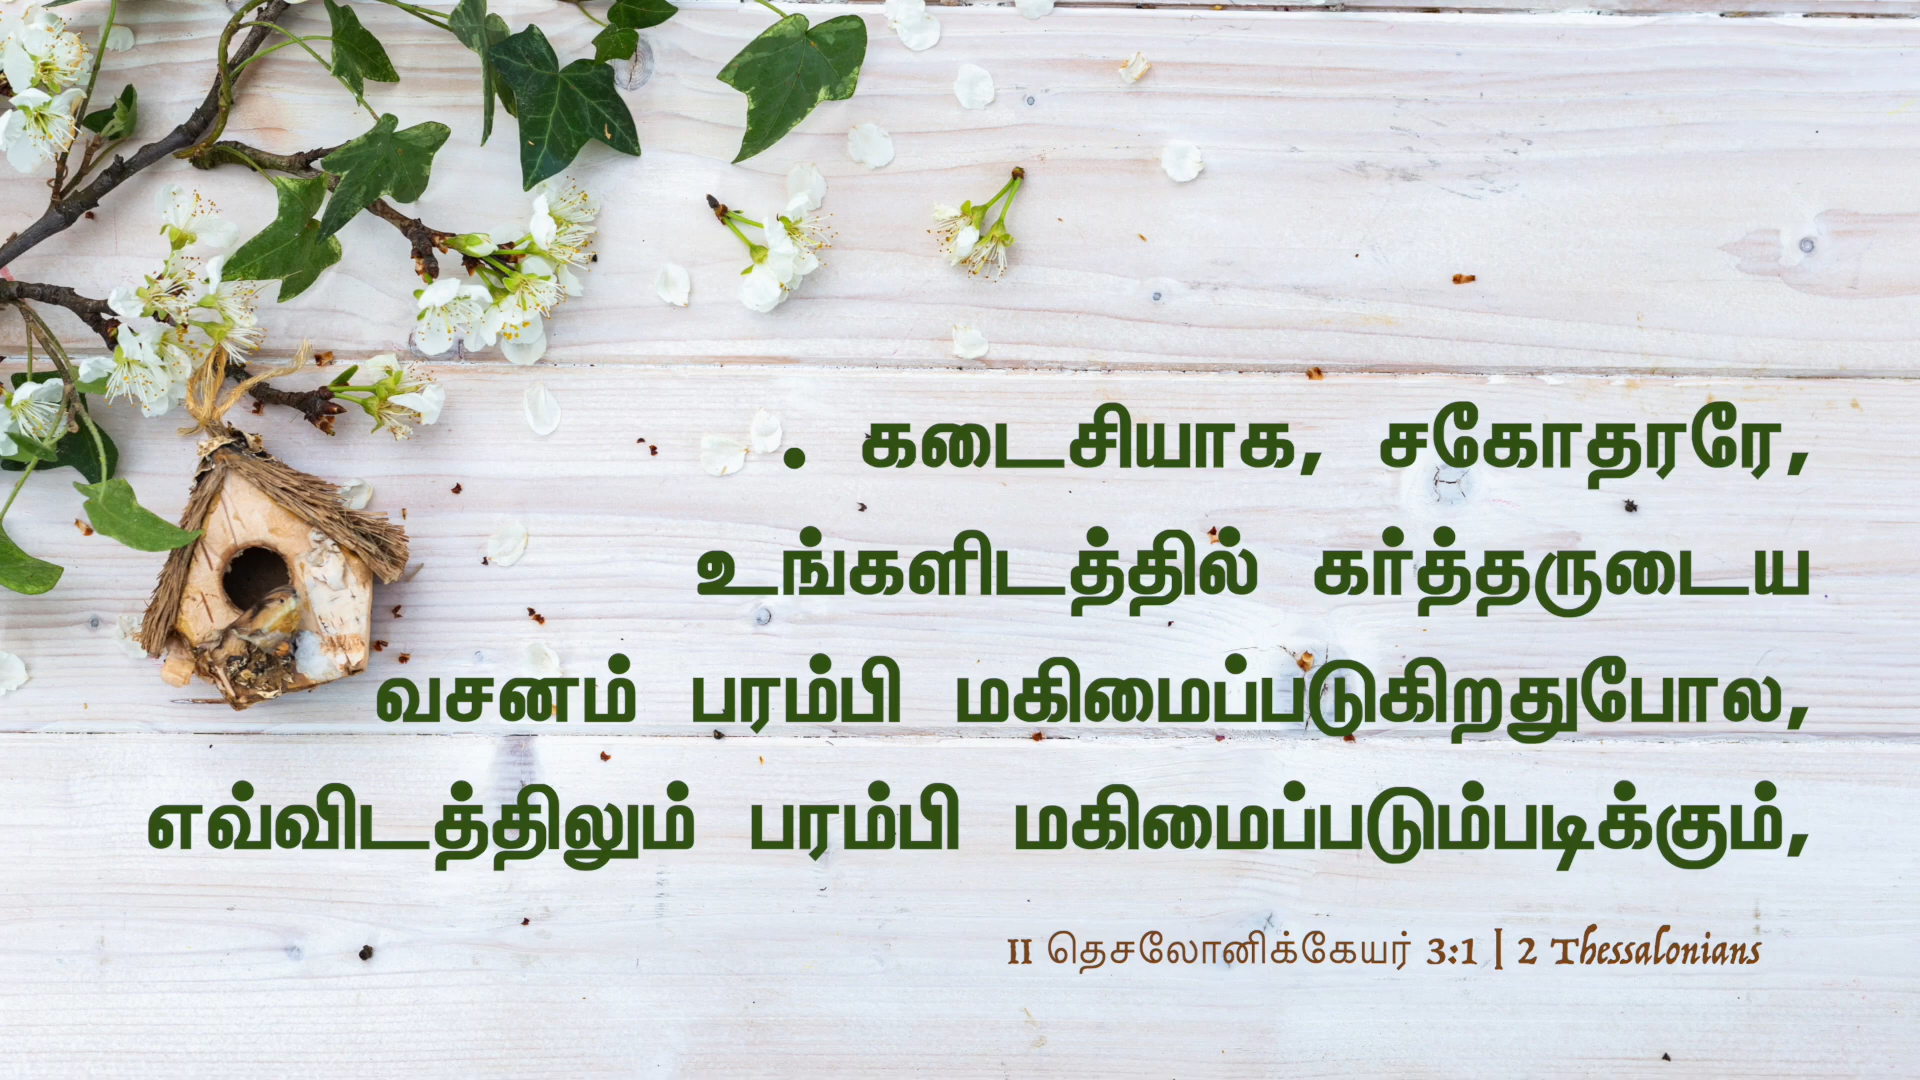 . கடைசியாக, சகோதரரே,
உங்களிடத்தில் கர்த்தருடைய
வசனம் பரம்பி மகிமைப்படுகிறதுபோல,
எவ்விடத்திலும் பரம்பி மகிமைப்படும்படிக்கும்,
II தெசலோனிக்கேயர் 3:1 | 2 Thessalonians